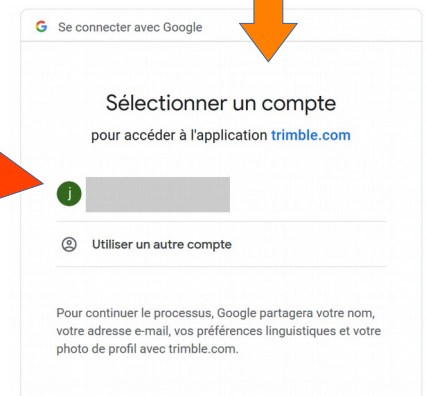 Se connecter avec Google
Sélectionner un compte
pour accéder à l'application trimble.com
j
Utiliser un autre compte
Pour continuer le processus, Google partagera votre nom,
votre adresse e-mail, vos préférences linguistiques et votre
photo de profil avec trimble.com.